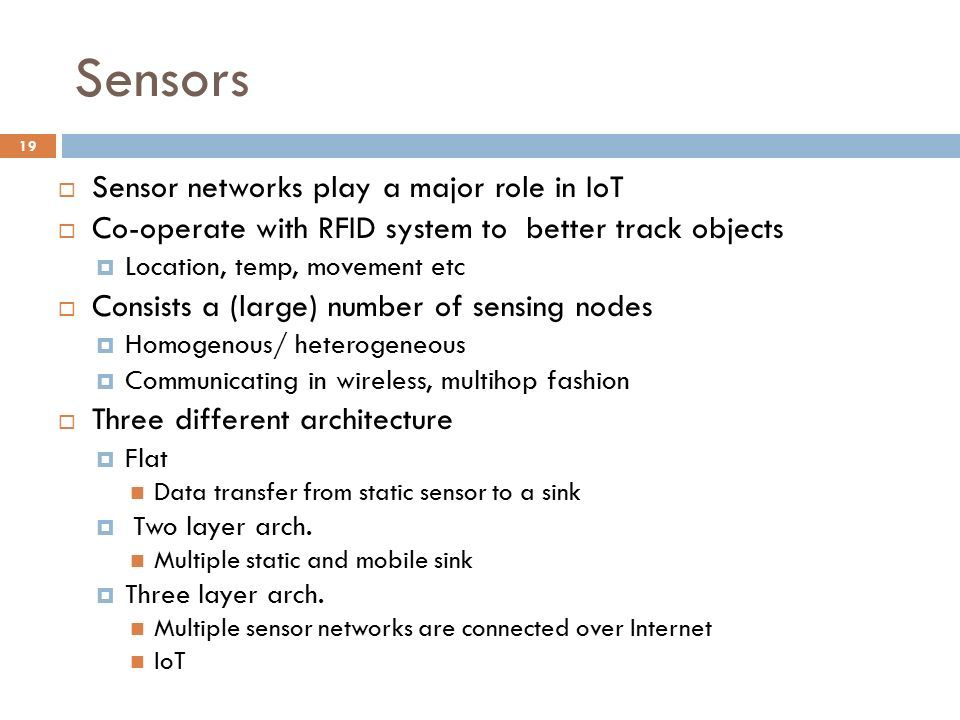 Sensors
19
Sensor networks play a major role in IoT
Co-operate with RFID system to better track objects
Location, temp, movement etc
Consists a (large) number of sensing nodes
Homogenous/ heterogeneous
Communicating in wireless, multihop fashion
Three different architecture
Flat
Data transfer from static sensor to a sink
Two layer arch.
Multiple static and mobile sink
Three layer arch.
Multiple sensor networks are connected over Internet
IoT